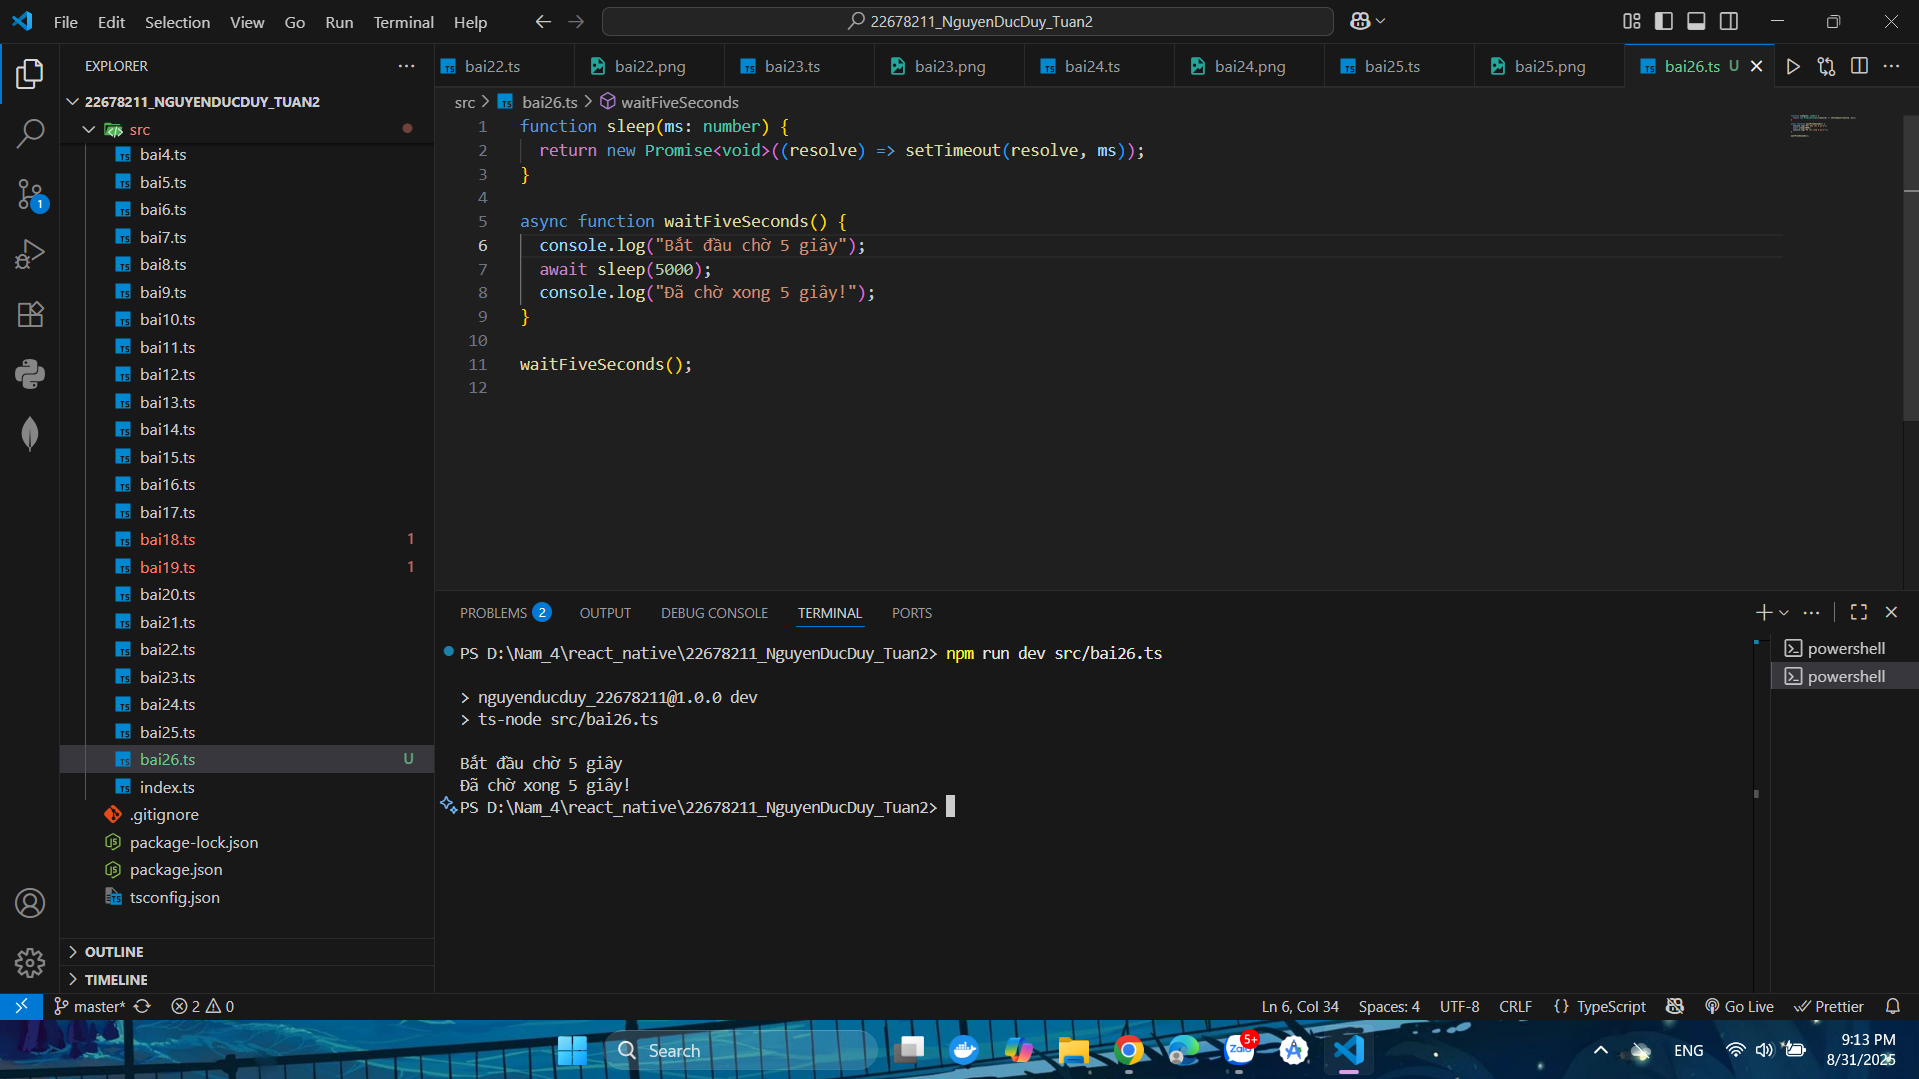 File Edit Selection View Go Run Terminal Help
22678211_NguyenDucDuy_Tuan2
EXPLORER
22678211_NGUYENDUCDUY_TUAN2
src
bai4.ts
bai5.ts
bai6.ts
bai7.ts
bai8.ts
bai9.ts
bai10.ts
bai11.ts
bai12.ts
bai13.ts
bai14.ts
bai15.ts
bai16.ts
bai17.ts
bai18.ts 1
bai19.ts 1
bai20.ts
bai21.ts
bai22.ts
bai23.ts
bai24.ts
bai25.ts
bai26.ts U
index.ts
.gitignore
package-lock.json
package.json
tsconfig.json
OUTLINE
TIMELINE
1
bai22.ts bai22.png bai23.ts bai23.png bai24.ts bai24.png bai25.ts bai25.png bai26.ts U
src > bai26.ts > waitFiveSeconds
1 function sleep(ms: number) {
2 return new Promise<void>((resolve) => setTimeout(resolve, ms));
3 }
4
5 async function waitFiveSeconds() {
6 console.log("Bắt đầu chờ 5 giây");
7 await sleep(5000);
8 console.log("Đã chờ xong 5 giây!");
9 }
10
11 waitFiveSeconds();
12
PROBLEMS 2 OUTPUT DEBUG CONSOLE TERMINAL PORTS
PS D:\Nam_4\react_native\22678211_NguyenDucDuy_Tuan2> npm run dev src/bai26.ts
> nguyenducduy_22678211@1.0.0 dev
> ts-node src/bai26.ts
Bắt đầu chờ 5 giây
Đã chờ xong 5 giây!
PS D:\Nam_4\react_native\22678211_NguyenDucDuy_Tuan2>
powershell
powershell
master* 2 0 Ln 6, Col 34 Spaces: 4 UTF-8 CRLF {} TypeScript Go Live Prettier
Search
Zalo 5+
ENG
9:13 PM
8/31/2025